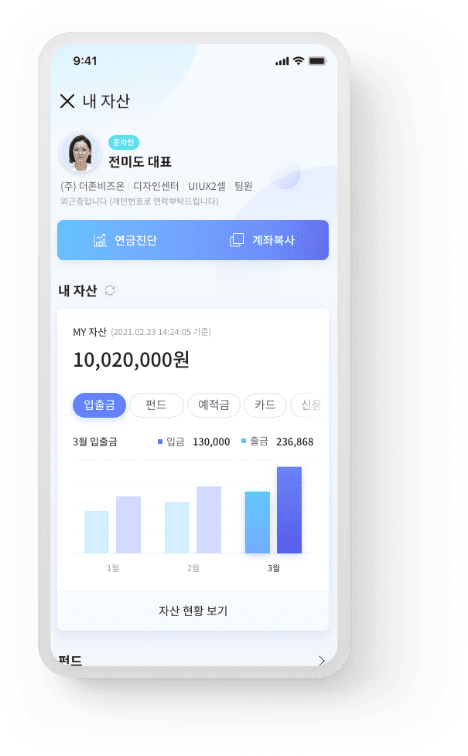 9:41
내 자산
온라인
전미도 대표
(주) 더존비즈온 디자인센터 UIUX2셀 팀원
외근중입니다 (개인번호로 연락부탁드립니다)
연금진단 계좌복사
내 자산
MY 자산 (2021.02.23 14:24:05 기준)
10,020,000원
입출금 펀드 예적금 카드 신용
3월 입출금 입금 130,000 출금 236,868
1월 2월 3월
자산 현황 보기
펀드